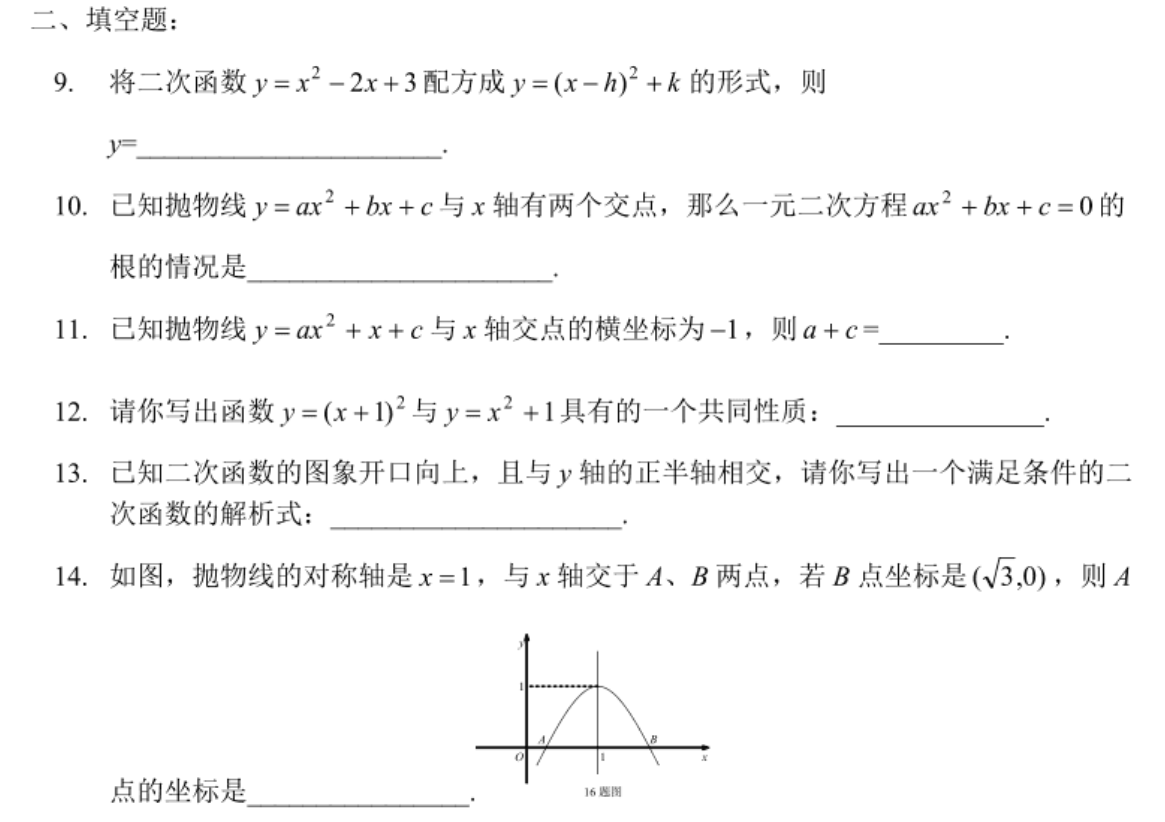 二、填空题：
9. 将二次函数 y = x² − 2x + 3 配方成 y = (x − h)² + k 的形式，则
y=______________________.
10. 已知抛物线 y = ax² + bx + c 与 x 轴有两个交点，那么一元二次方程 ax² + bx + c = 0 的
根的情况是______________________.
11. 已知抛物线 y = ax² + x + c 与 x 轴交点的横坐标为 −1，则 a + c =_________.
12. 请你写出函数 y = (x + 1)² 与 y = x² + 1 具有的一个共同性质：_______________.
13. 已知二次函数的图象开口向上，且与 y 轴的正半轴相交，请你写出一个满足条件的二
次函数的解析式：_____________________.
14. 如图，抛物线的对称轴是 x = 1，与 x 轴交于 A、B 两点，若 B 点坐标是 (√3,0)，则 A
y
1
A
B
O
1
x
点的坐标是________________.
16 题图